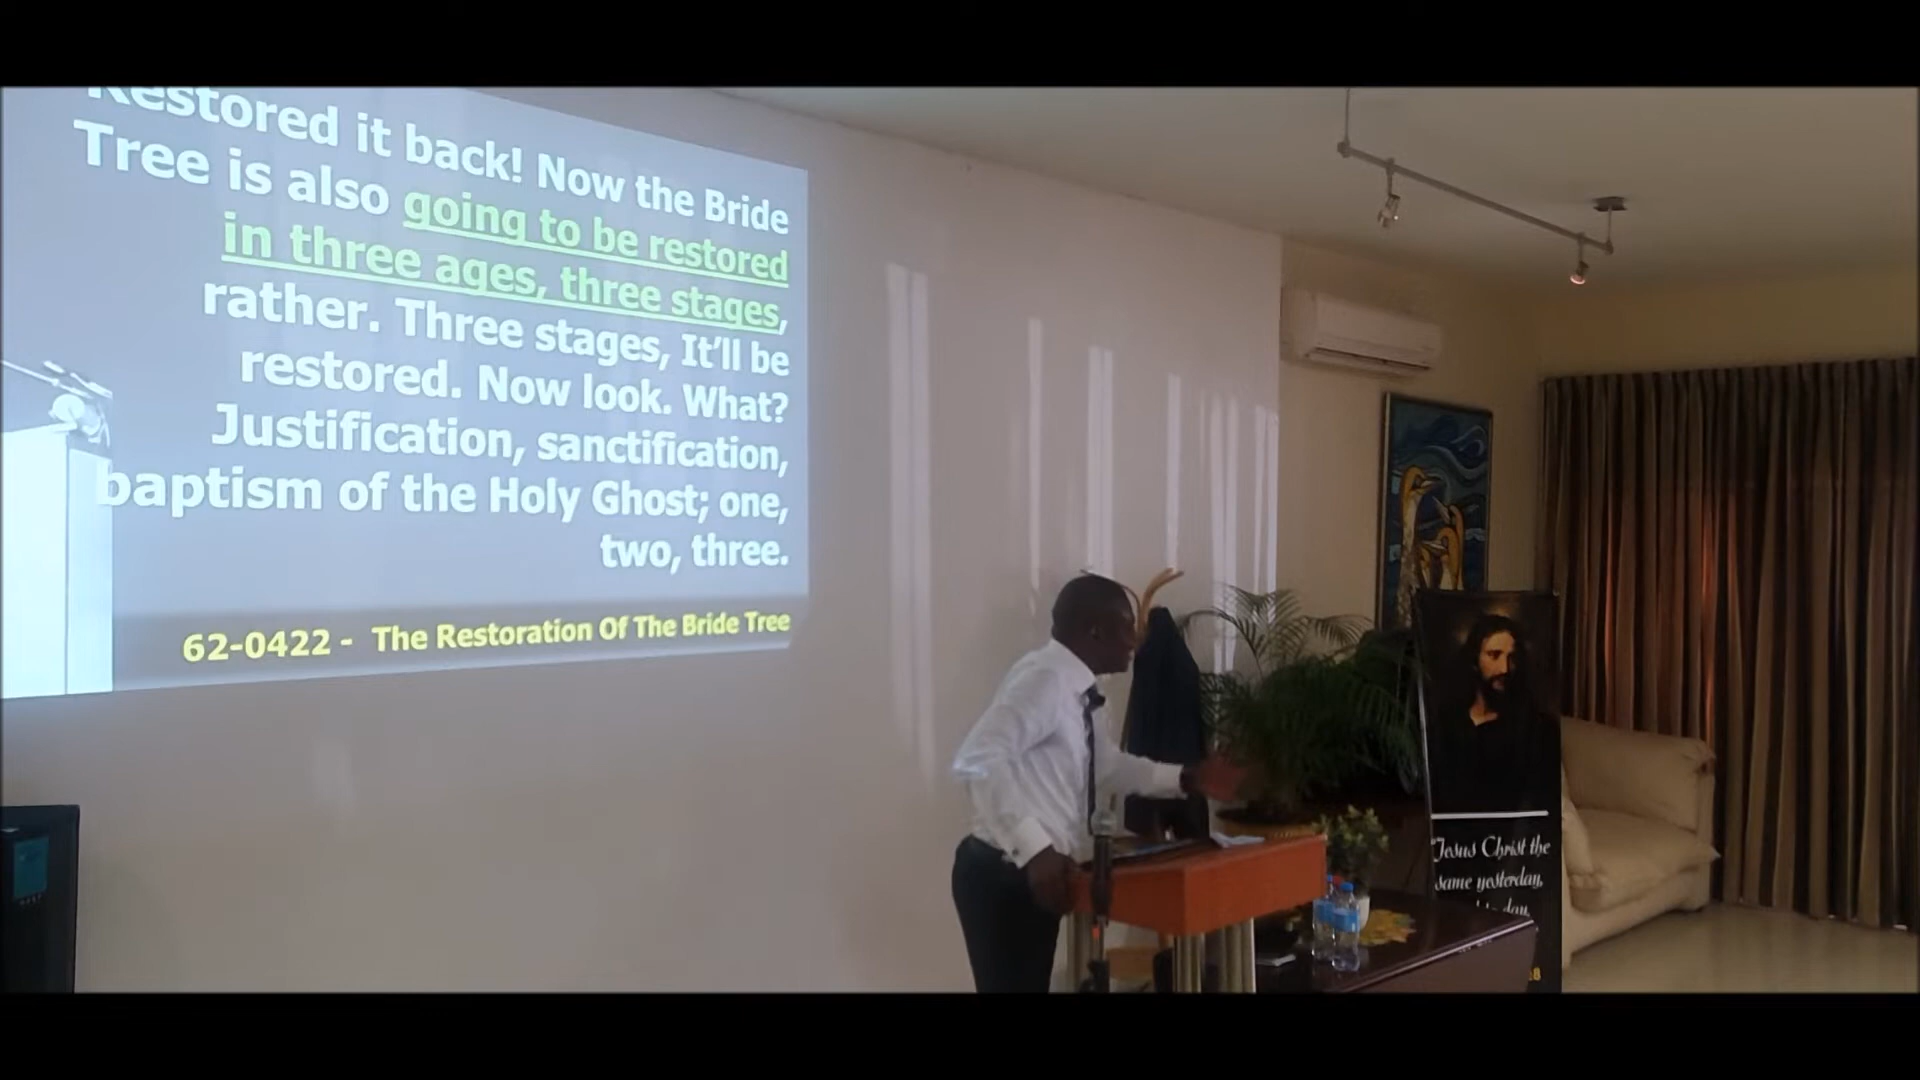 Restored it back! Now the Bride
Tree is also going to be restored
in three ages, three stages,
rather. Three stages, It'll be
restored. Now look. What?
Justification, sanctification,
baptism of the Holy Ghost; one,
two, three.
62-0422 - The Restoration Of The Bride Tree
"Jesus Christ the
same yesterday,
day,